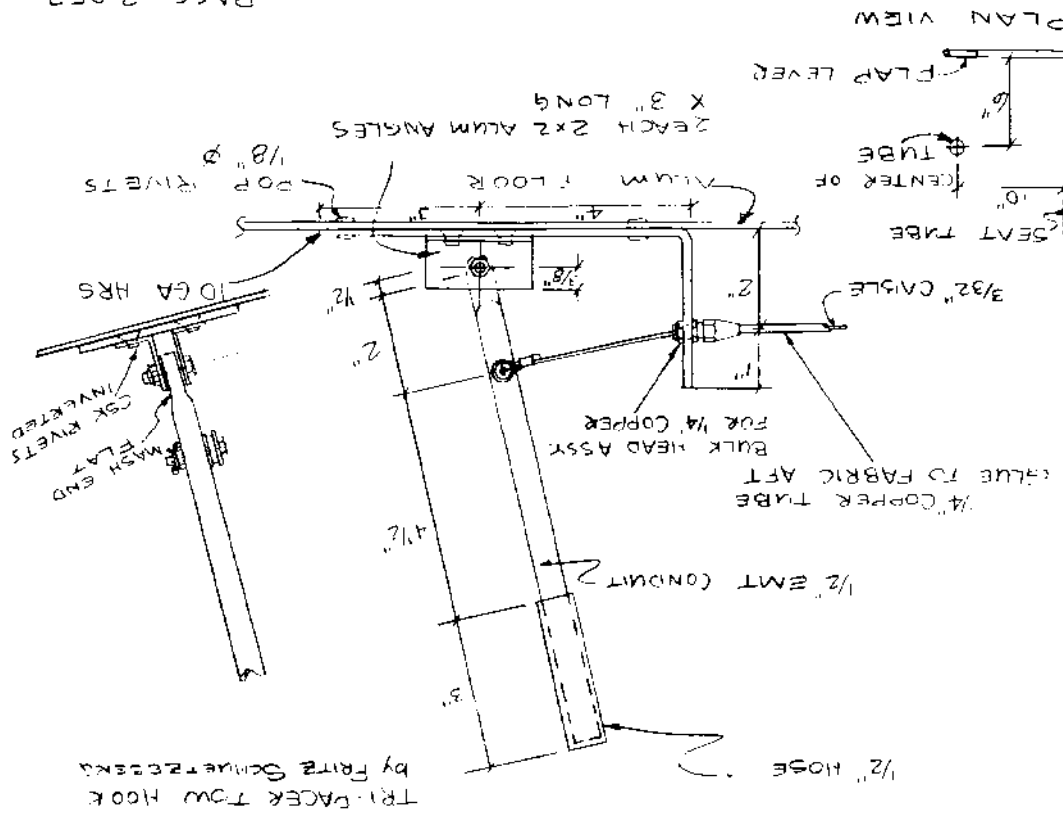 TRI-PACER TOW HOOK
by FRITZ SCHUETZEBERG
1/2" HOSE
3"
1/2" EMT CONDUIT
4 1/2"
1/4" COPPER TUBE
GLUE TO FABRIC AFT
BULK HEAD ASSY
FOR 1/4" COPPER
MASH END
FLAT
CSK RIVETS
INVERTED
2"
1/2"
1"
3/32" CABLE
2"
10 GA HRS
3/8"
SEAT TUBE
10"
4"
3"
ALUM FLOOR
POP RIVETS
1/8" Ø
2 EACH 2x2 ALUM ANGLES
X 3" LONG
CENTER OF
TUBE
6"
FLAP LEVER
PLAN VIEW
PAGE